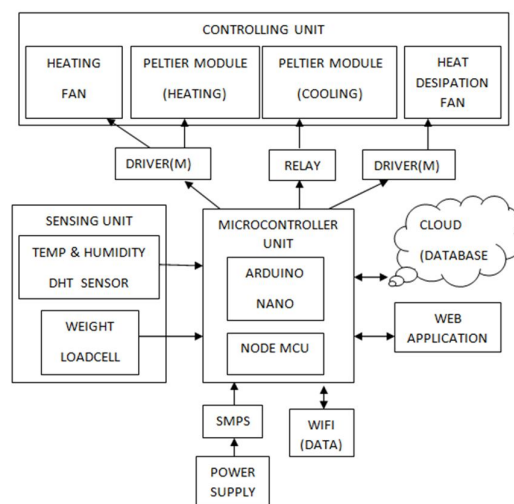 CONTROLLING UNIT
HEATING
FAN
PELTIER MODULE
(HEATING)
PELTIER MODULE
(COOLING)
HEAT
DESIPATION
FAN
DRIVER(M)
RELAY
DRIVER(M)
SENSING UNIT
TEMP & HUMIDITY
DHT SENSOR
WEIGHT
LOADCELL
MICROCONTROLLER
UNIT
ARDUINO
NANO
NODE MCU
CLOUD
(DATABASE
WEB
APPLICATION
SMPS
WIFI
(DATA)
POWER
SUPPLY